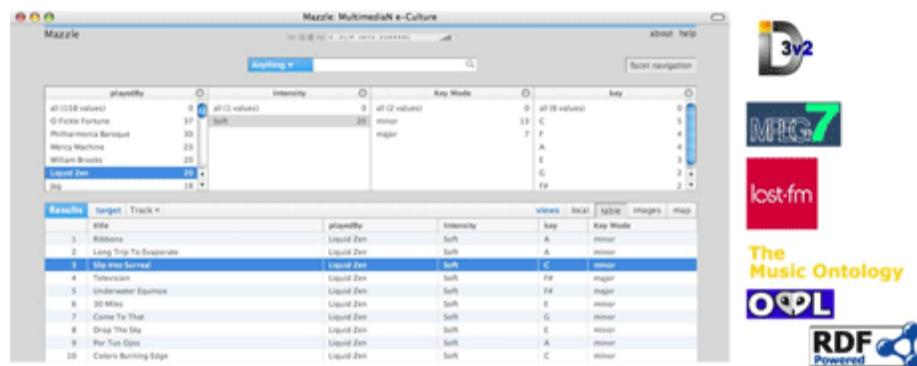 Mazzle: MultimediaN e-Culture
Mazzle
about help
Anything
facet navigation
playedBy Intensity Key Mode key
all (158 values) 0 all (1 values) 0 all (2 values) 0 all (6 values) 0
O Fickle Fortune 37 Soft 20 minor 13 C 5
Philharmonia Baroque 30 major 7 F 4
Mercy Machine 25 A 4
William Brooks 20 E 3
Liquid Zen 20 G 2
Jag 18 F# 2
Results target Track views local table images map
title playedBy Intensity key Key Mode
1 Ribbons Liquid Zen Soft A minor
2 Long Trip To Evaporate Liquid Zen Soft A minor
3 Slip Into Surreal Liquid Zen Soft C minor
4 Television Liquid Zen Soft F# major
5 Underwater Equinox Liquid Zen Soft F# major
6 30 Miles Liquid Zen Soft E minor
7 Come To That Liquid Zen Soft G minor
8 Drop The Sky Liquid Zen Soft E minor
9 Por Tus Ojos Liquid Zen Soft A minor
10 Colors Burning Edge Liquid Zen Soft C minor
ID3v2
MPEG7
last·fm
The
Music Ontology
OWL
RDF
Powered